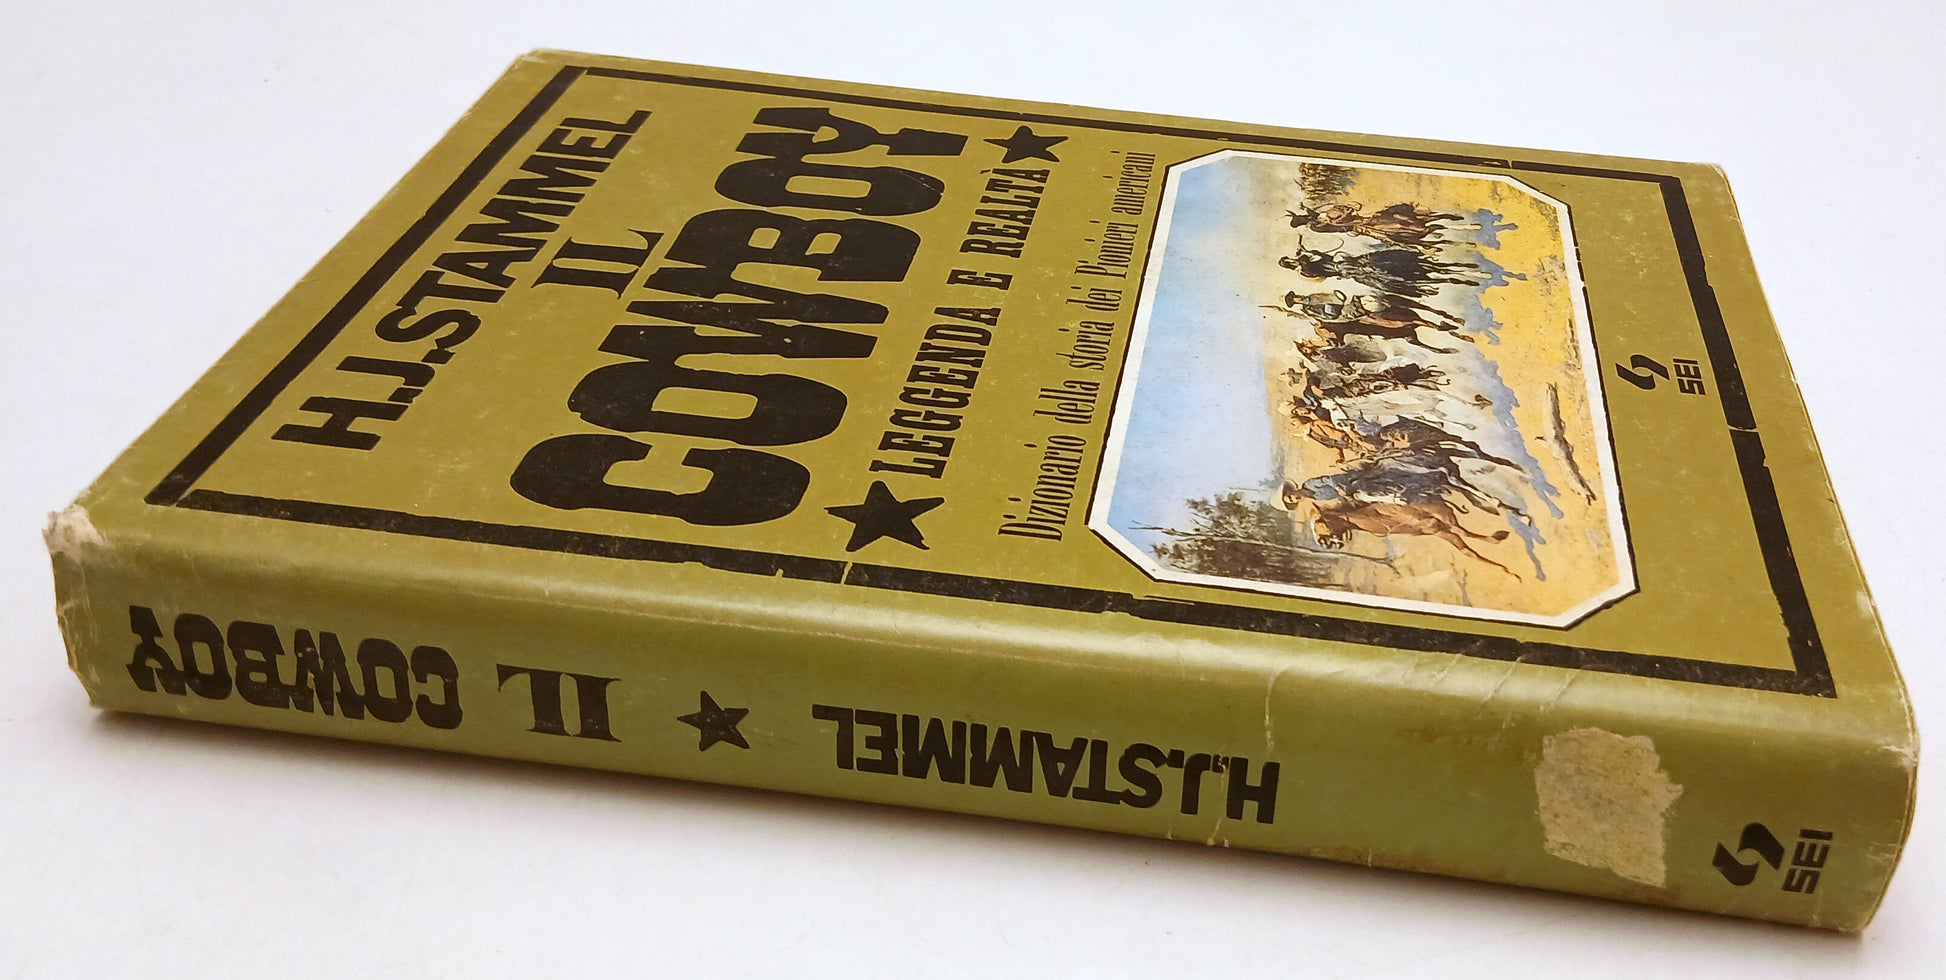 H.J.STAMMEL
IL
COWBOY
LEGGENDA E REALTÀ
Dizionario della storia dei Pionieri americani
SEI
H.J.STAMMEL
IL COWBOY
SEI